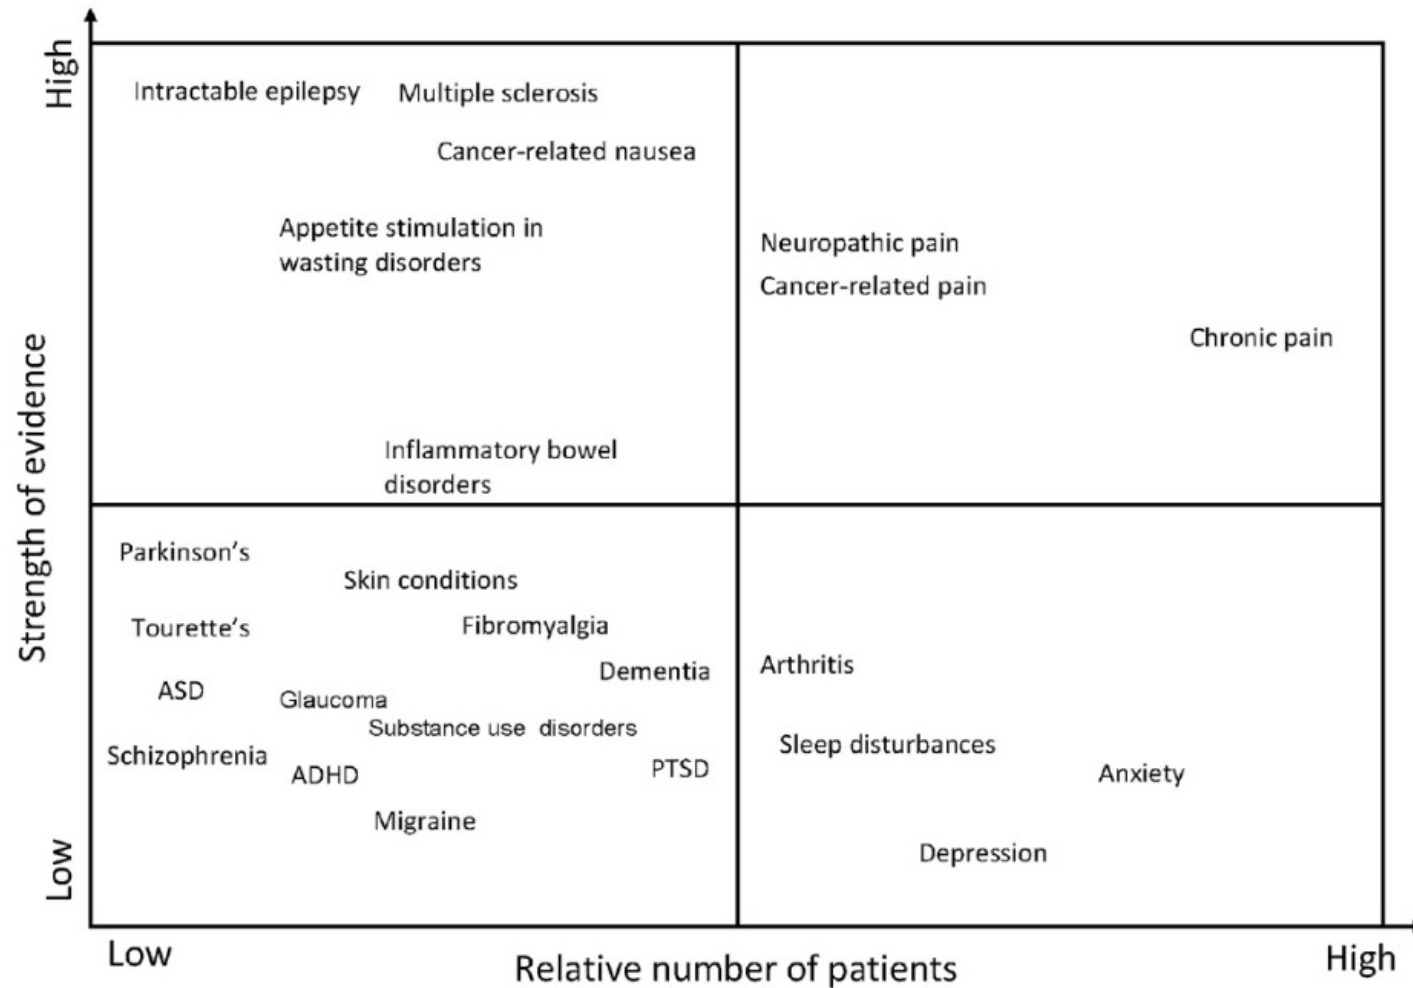 High
Intractable epilepsy
Multiple sclerosis
Cancer-related nausea
Appetite stimulation in
wasting disorders
Neuropathic pain
Cancer-related pain
Chronic pain
Inflammatory bowel
disorders
Strength of evidence
Parkinson’s
Skin conditions
Tourette’s
Fibromyalgia
Dementia
Arthritis
ASD
Glaucoma
Substance use disorders
Sleep disturbances
Schizophrenia
ADHD
PTSD
Anxiety
Migraine
Depression
Low
Low
Relative number of patients
High